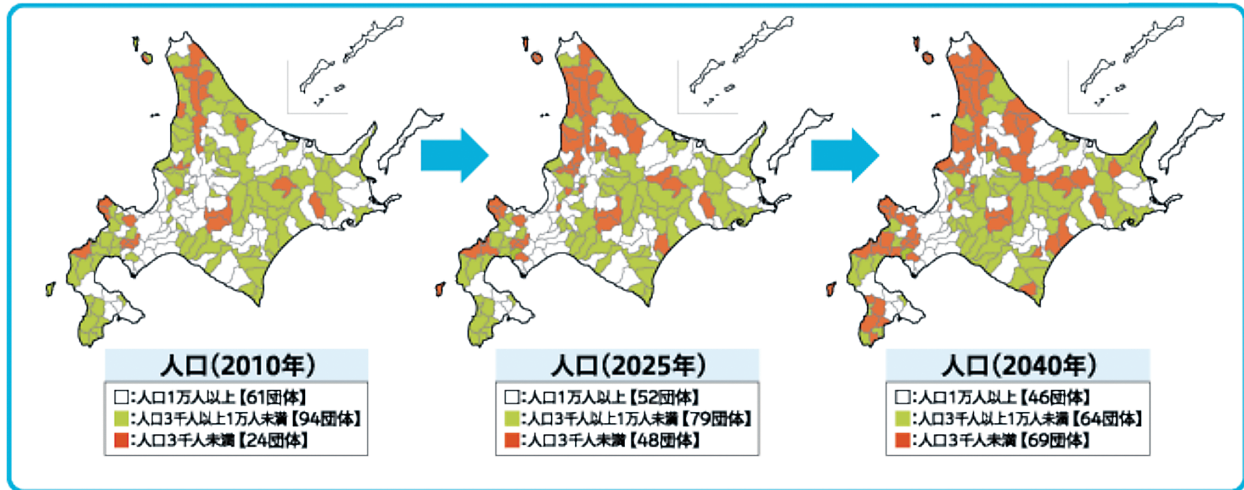 人口(2010年)
□:人口1万人以上【61団体】
:人口3千人以上1万人未満【94団体】
:人口3千人未満【24団体】
人口(2025年)
□:人口1万人以上【52団体】
:人口3千人以上1万人未満【79団体】
:人口3千人未満【48団体】
人口(2040年)
□:人口1万人以上【46団体】
:人口3千人以上1万人未満【64団体】
:人口3千人未満【69団体】